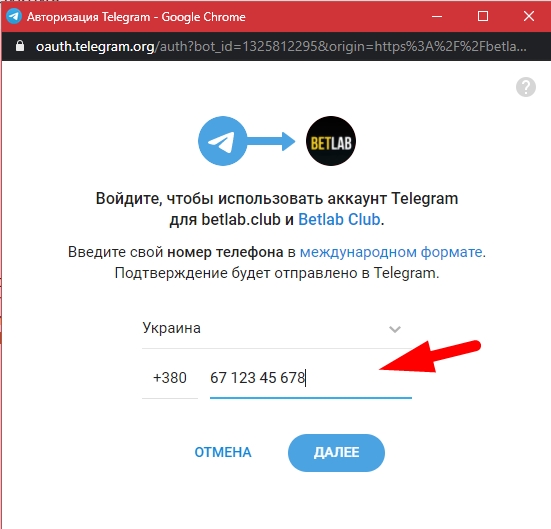 Авторизация Telegram - Google Chrome
oauth.telegram.org/auth?bot_id=1325812295&origin=https%3A%2F%2Fbetla...
?
BETLAB
Войдите, чтобы использовать аккаунт Telegram
для betlab.club и Betlab Club.
Введите свой номер телефона в международном формате.
Подтверждение будет отправлено в Telegram.
Украина
+380 67 123 45 678
ОТМЕНА ДАЛЕЕ